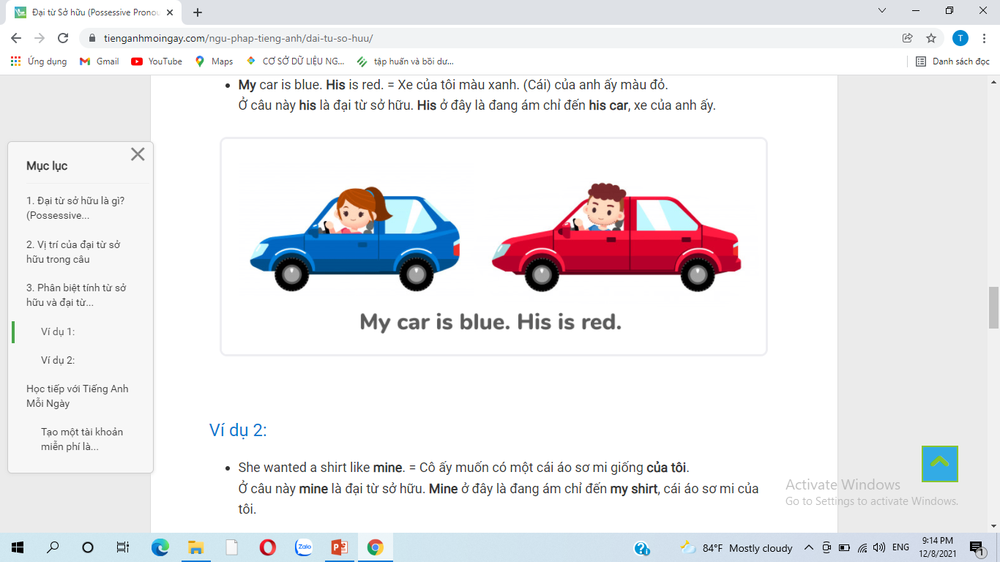 Đại từ Sở hữu (Possessive Pronou
tienganhmoingay.com/ngu-phap-tieng-anh/dai-tu-so-huu/
T
Ứng dụng
Gmail
YouTube
Maps
CƠ SỞ DỮ LIỆU NG...
tập huấn và bồi dư...
Danh sách đọc
My car is blue. His is red. = Xe của tôi màu xanh. (Cái) của anh ấy màu đỏ.
Ở câu này his là đại từ sở hữu. His ở đây là đang ám chỉ đến his car, xe của anh ấy.
Mục lục
1. Đại từ sở hữu là gì?
(Possessive...
2. Vị trí của đại từ sở
hữu trong câu
3. Phân biệt tính từ sở
hữu và đại từ...
Ví dụ 1:
Ví dụ 2:
Học tiếp với Tiếng Anh
Mỗi Ngày
Tạo một tài khoản
miễn phí là...
My car is blue. His is red.
Ví dụ 2:
She wanted a shirt like mine. = Cô ấy muốn có một cái áo sơ mi giống của tôi.
Ở câu này mine là đại từ sở hữu. Mine ở đây là đang ám chỉ đến my shirt, cái áo sơ mi của
tôi.
Activate Windows
Go to Settings to activate Windows.
Zalo
84°F Mostly cloudy
ENG
9:14 PM
12/8/2021
1